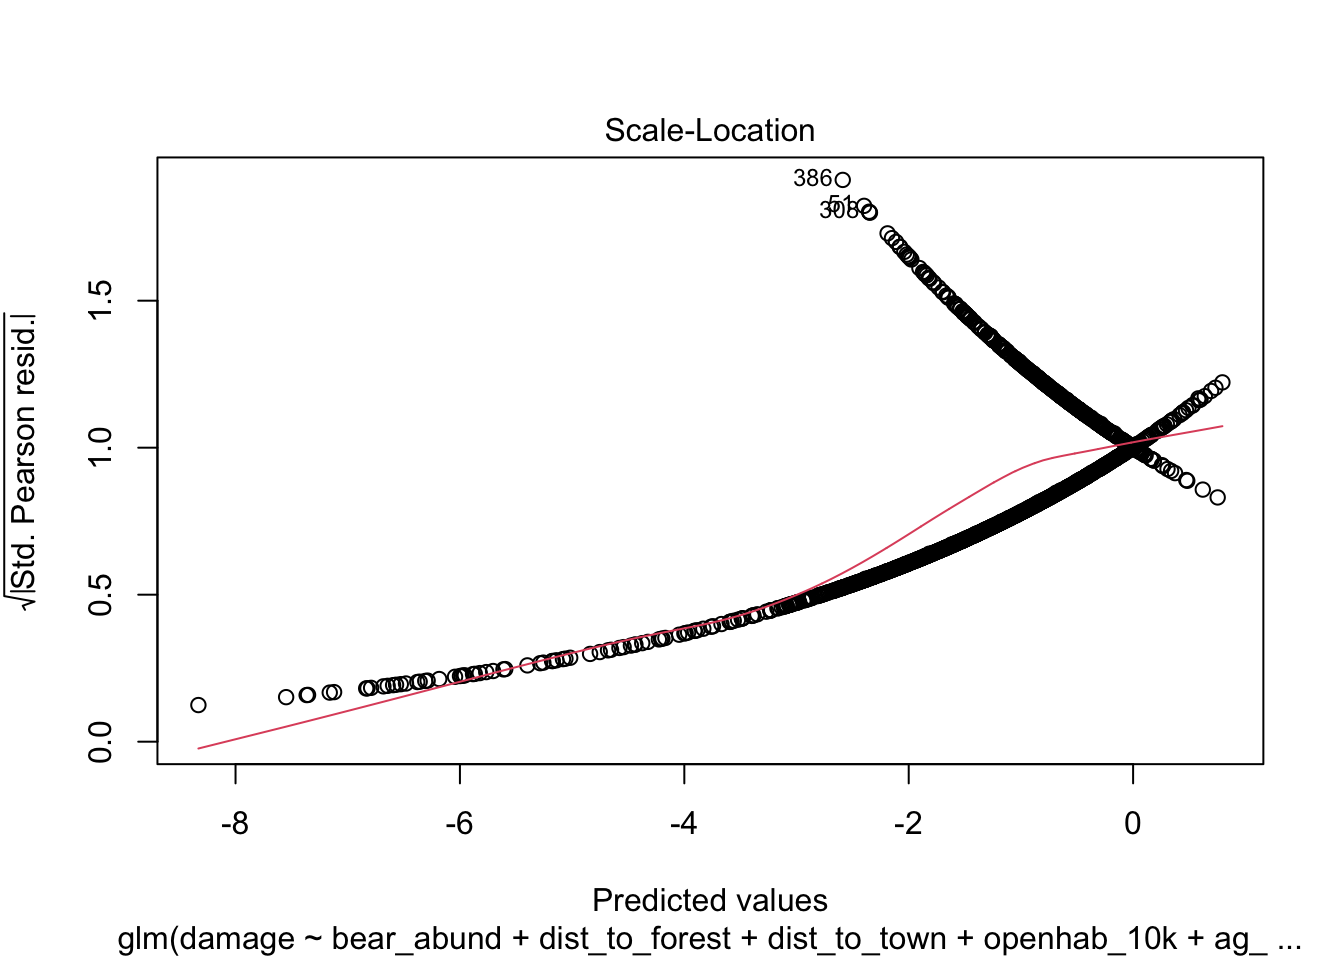 Scale-Location
√|Std. Pearson resid.|
1.5
1.0
0.5
0.0
386
51
308
-8 -6 -4 -2 0
Predicted values
glm(damage ~ bear_abund + dist_to_forest + dist_to_town + openhab_10k + ag_ ...